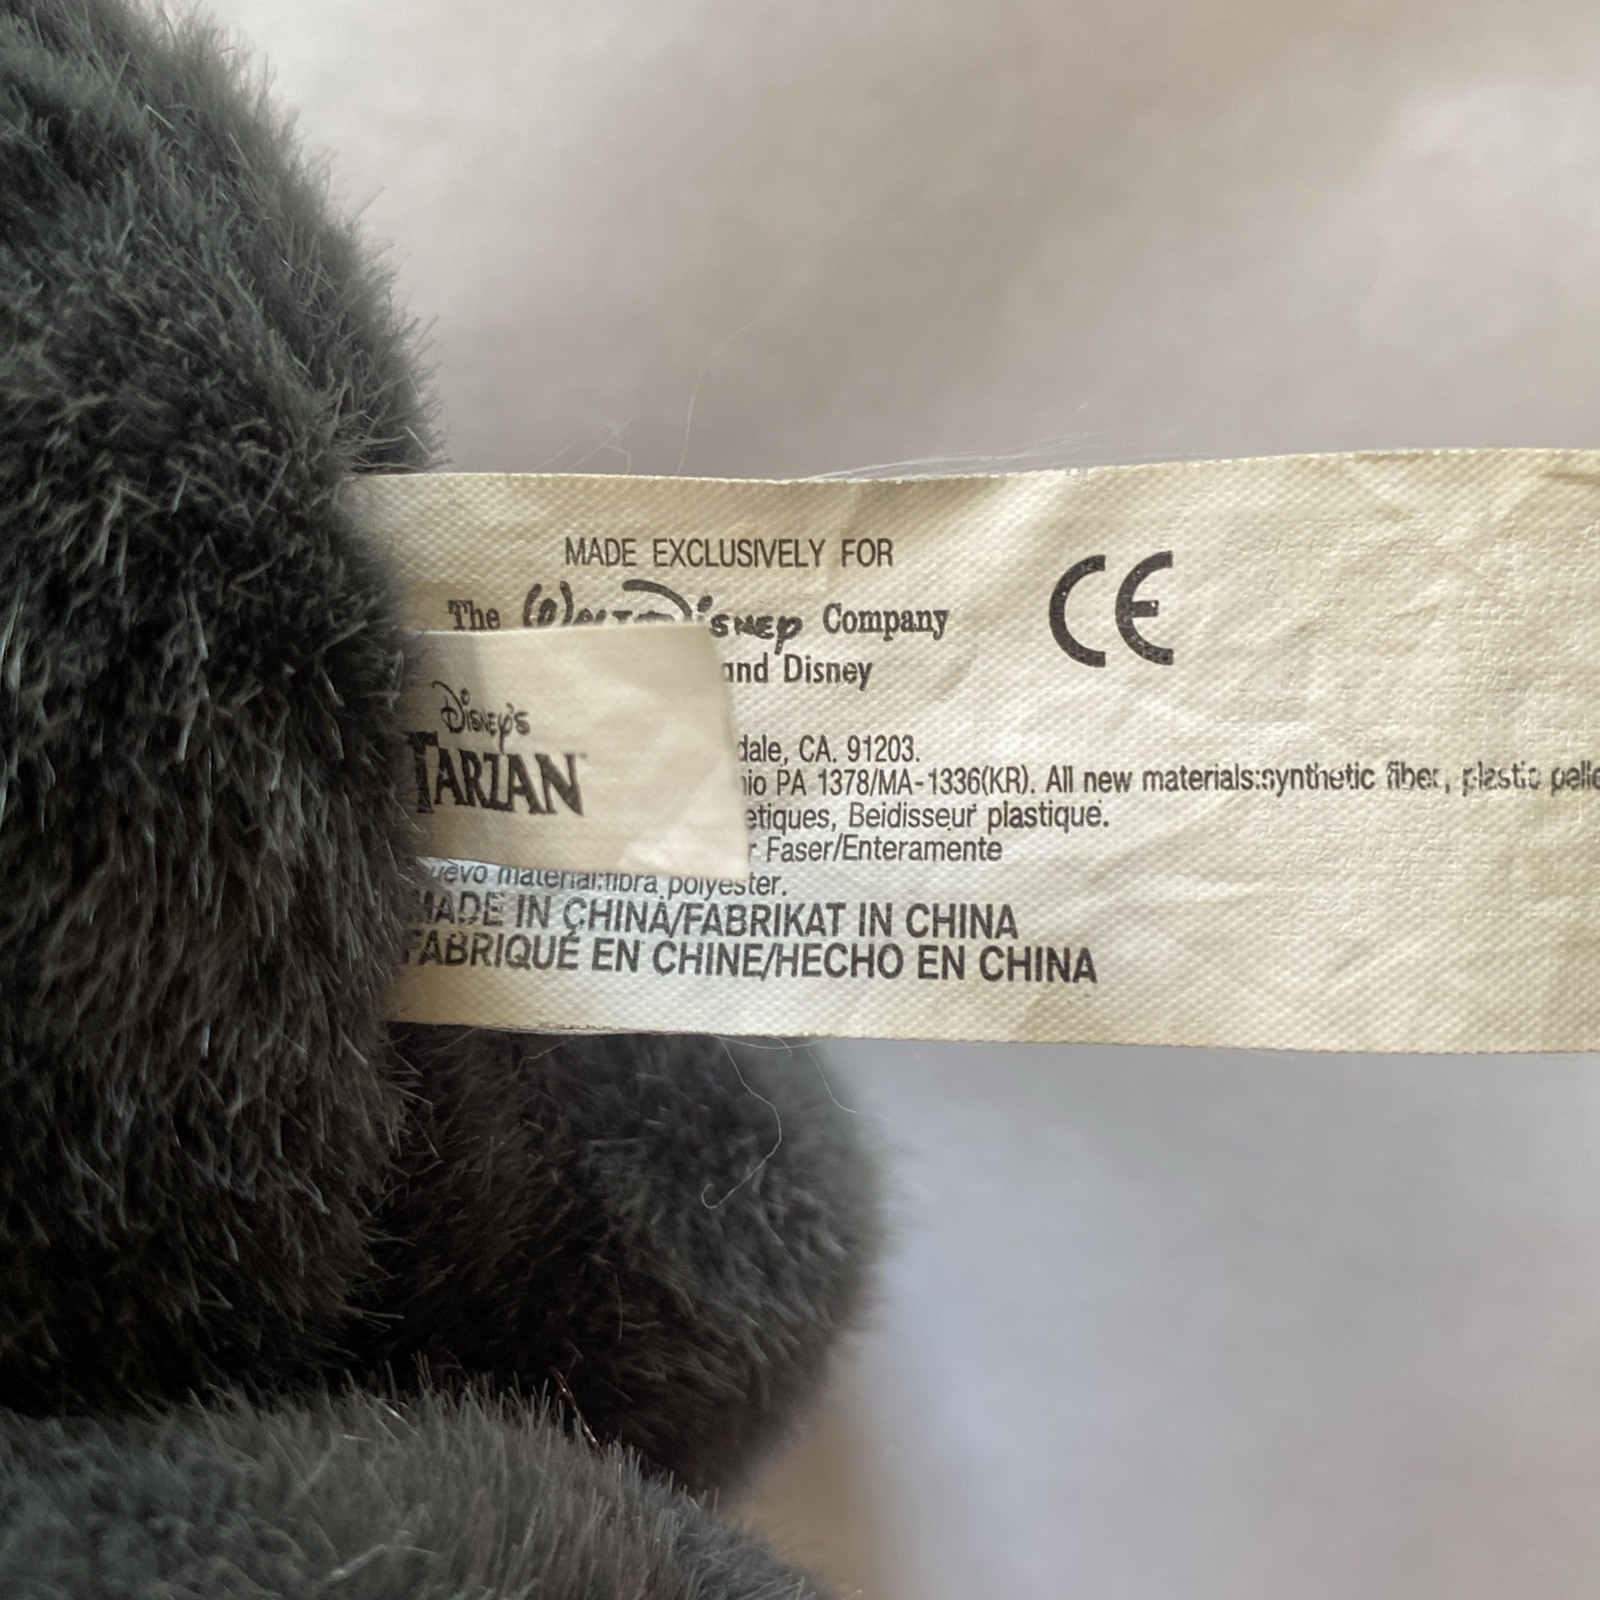 MADE EXCLUSIVELY FOR
The Walt Disney Company
and Disney
CE
DISNEY'S
TARZAN
CA. 91203.
PA 1378/MA-1336(KR). All new materials:synthetic fiber, plastic
Beidisseur plastique.
Faser/Enteramente
material:fibra polyester.
MADE IN CHINA/FABRIKAT IN CHINA
FABRIQUÉ EN CHINE/HECHO EN CHINA